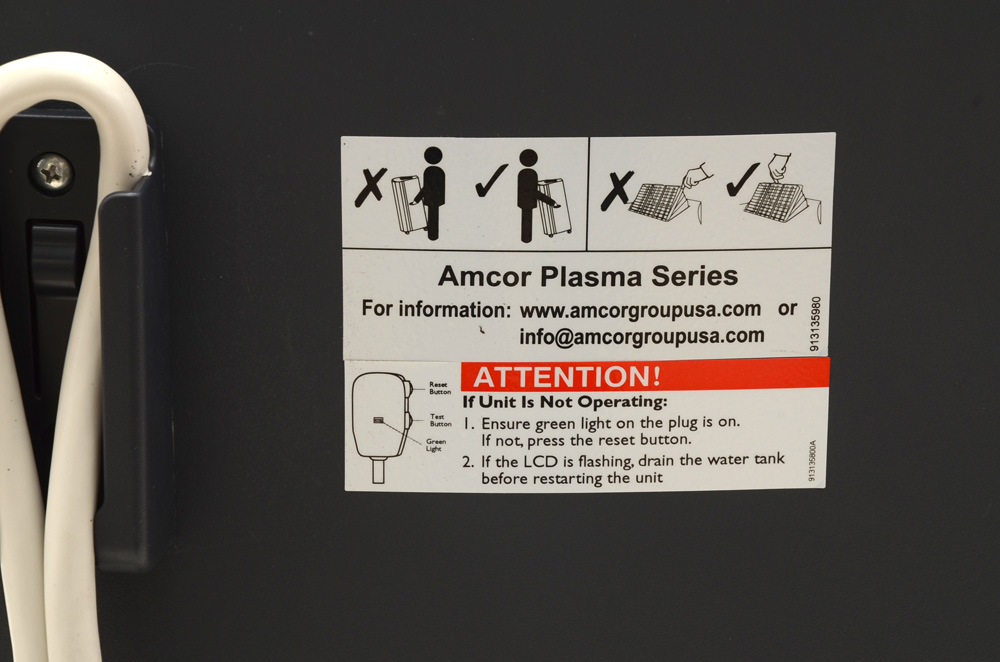 Amcor Plasma Series
For information: www.amcorgroupusa.com or
info@amcorgroupusa.com
913135980
ATTENTION!
Reset
Button
Test
Button
Green
Light
If Unit Is Not Operating:
1. Ensure green light on the plug is on.
If not, press the reset button.
2. If the LCD is flashing, drain the water tank
before restarting the unit
913135800A